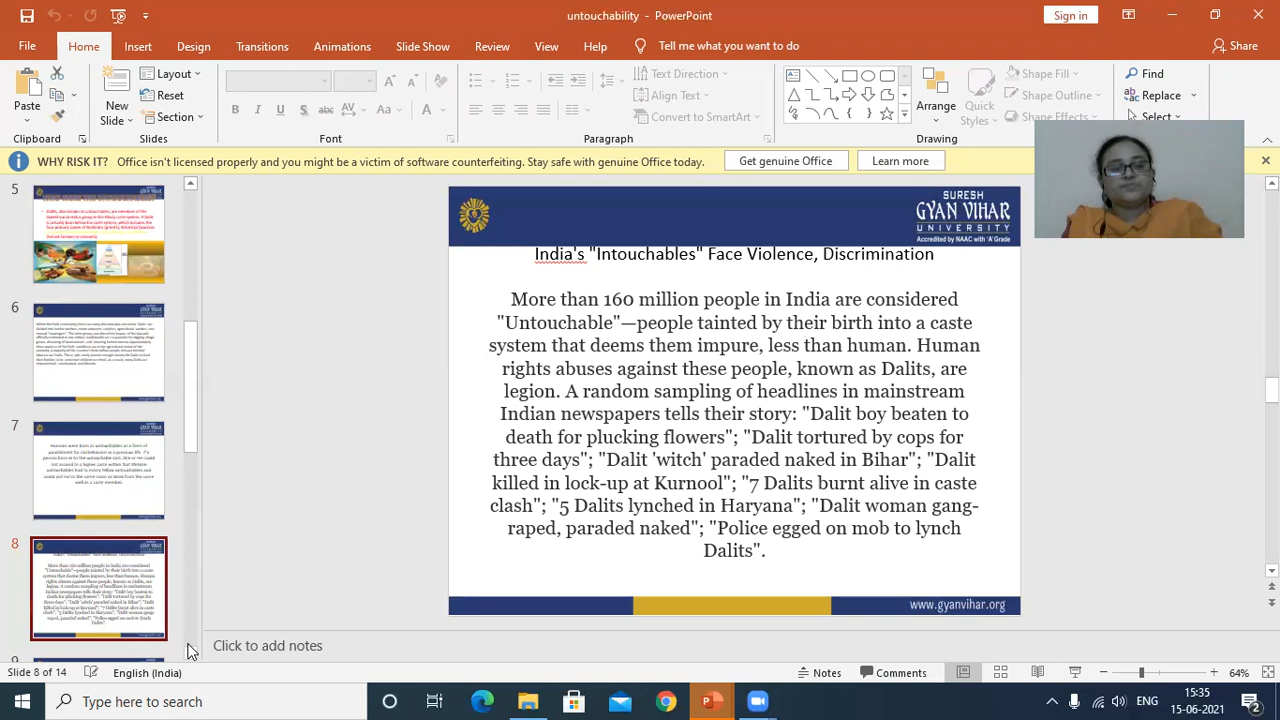 untouchability - PowerPoint
Sign in
File Home Insert Design Transitions Animations Slide Show Review View Help Tell me what you want to do Share
Paste
New
Slide
Layout
Reset
Section
B I U S abc AV Aa A
Text Direction
Align Text
Convert to SmartArt
Arrange
Quick
Styles
Shape Fill
Shape Outline
Shape Effects
Find
Replace
Select
Clipboard Slides Font Paragraph Drawing
WHY RISK IT? Office isn't licensed properly and you might be a victim of software counterfeiting. Stay safe with genuine Office today. Get genuine Office Learn more
5
6
7
8
9
SURESH
GYAN VIHAR
UNIVERSITY
Accredited by NAAC with 'A' Grade
India's "Intouchables" Face Violence, Discrimination
More than 160 million people in India are considered
"Untouchable"—people tainted by their birth into a caste
system that deems them impure, less than human. Human
rights abuses against these people, known as Dalits, are
legion. A random sampling of headlines in mainstream
Indian newspapers tells their story: "Dalit boy beaten to
death for plucking flowers"; "Dalit tortured by cops for
three days"; "Dalit 'witch' paraded naked in Bihar"; "Dalit
killed in lock-up at Kurnool"; "7 Dalits burnt alive in caste
clash"; "5 Dalits lynched in Haryana"; "Dalit woman gang-
raped, paraded naked"; "Police egged on mob to lynch
Dalits".
www.gyanvihar.org
Click to add notes
Slide 8 of 14 English (India) Notes Comments 64%
Type here to search
ENG
15:35
15-06-2021
2